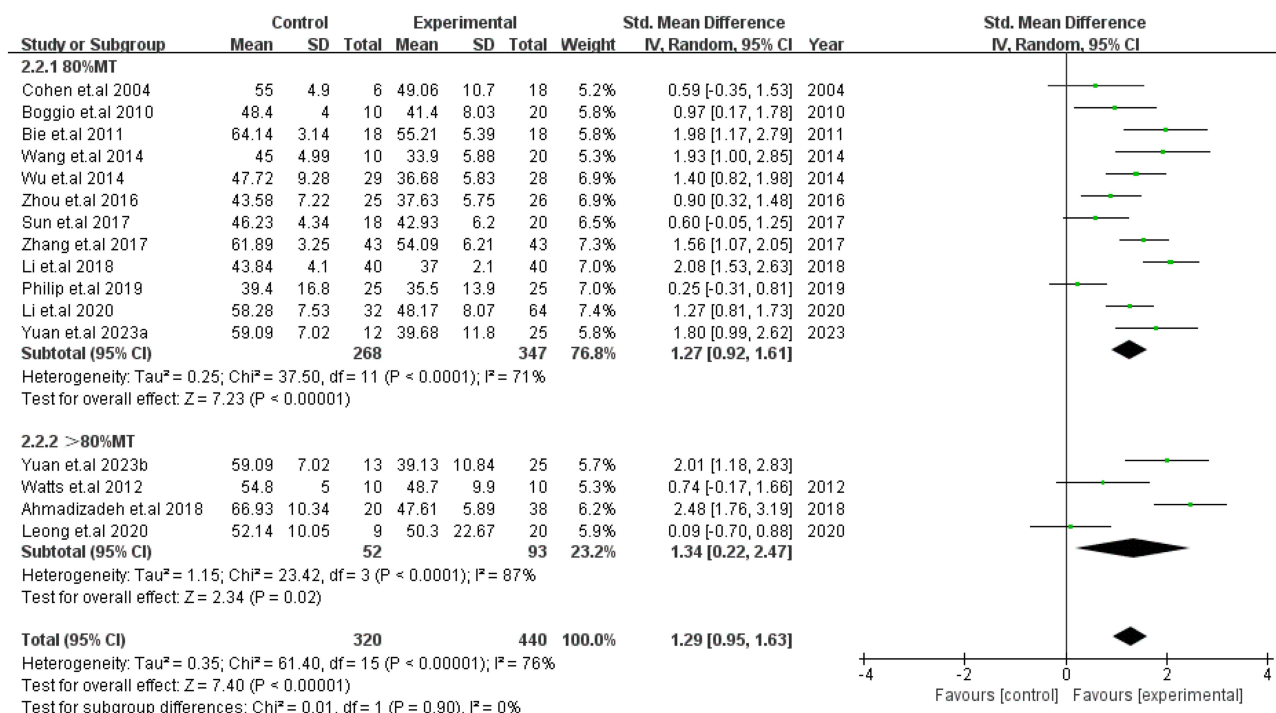 Control Experimental Std. Mean Difference Std. Mean Difference
Study or Subgroup Mean SD Total Mean SD Total Weight IV, Random, 95% CI Year IV, Random, 95% CI
2.2.1 80%MT
Cohen et.al 2004 55 4.9 6 49.06 10.7 18 5.2% 0.59 [-0.35, 1.53] 2004
Boggio et.al 2010 48.4 4 10 41.4 8.03 20 5.8% 0.97 [0.17, 1.78] 2010
Bie et.al 2011 64.14 3.14 18 55.21 5.39 18 5.8% 1.98 [1.17, 2.79] 2011
Wang et.al 2014 45 4.99 10 33.9 5.88 20 5.3% 1.93 [1.00, 2.85] 2014
Wu et.al 2014 47.72 9.28 29 36.68 5.83 28 6.9% 1.40 [0.82, 1.98] 2014
Zhou et.al 2016 43.58 7.22 25 37.63 5.75 26 6.9% 0.90 [0.32, 1.48] 2016
Sun et.al 2017 46.23 4.34 18 42.93 6.2 20 6.5% 0.60 [-0.05, 1.25] 2017
Zhang et.al 2017 61.89 3.25 43 54.09 6.21 43 7.3% 1.56 [1.07, 2.05] 2017
Li et.al 2018 43.84 4.1 40 37 2.1 40 7.0% 2.08 [1.53, 2.63] 2018
Philip et.al 2019 39.4 16.8 25 35.5 13.9 25 7.0% 0.25 [-0.31, 0.81] 2019
Li et.al 2020 58.28 7.53 32 48.17 8.07 64 7.4% 1.27 [0.81, 1.73] 2020
Yuan et.al 2023a 59.09 7.02 12 39.68 11.8 25 5.8% 1.80 [0.99, 2.62] 2023
Subtotal (95% CI) 268 347 76.8% 1.27 [0.92, 1.61]
Heterogeneity: Tau² = 0.25; Chi² = 37.50, df = 11 (P < 0.0001); I² = 71%
Test for overall effect: Z = 7.23 (P < 0.00001)
2.2.2 >80%MT
Yuan et.al 2023b 59.09 7.02 13 39.13 10.84 25 5.7% 2.01 [1.18, 2.83]
Watts et.al 2012 54.8 5 10 48.7 9.9 10 5.3% 0.74 [-0.17, 1.66] 2012
Ahmadizadeh et.al 2018 66.93 10.34 20 47.61 5.89 38 6.2% 2.48 [1.76, 3.19] 2018
Leong et.al 2020 52.14 10.05 9 50.3 22.67 20 5.9% 0.09 [-0.70, 0.88] 2020
Subtotal (95% CI) 52 93 23.2% 1.34 [0.22, 2.47]
Heterogeneity: Tau² = 1.15; Chi² = 23.42, df = 3 (P < 0.0001); I² = 87%
Test for overall effect: Z = 2.34 (P = 0.02)
Total (95% CI) 320 440 100.0% 1.29 [0.95, 1.63]
Heterogeneity: Tau² = 0.35; Chi² = 61.40, df = 15 (P < 0.00001); I² = 76%
Test for overall effect: Z = 7.40 (P < 0.00001)
Test for subgroup differences: Chi² = 0.01, df = 1 (P = 0.90), I² = 0%
-4 -2 0 2 4
Favours [control] Favours [experimental]